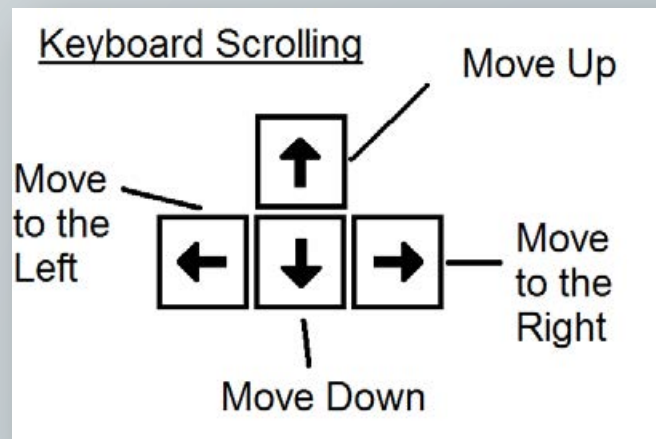 Keyboard Scrolling
Move Up
Move
to the
Left
Move
to the
Right
Move Down